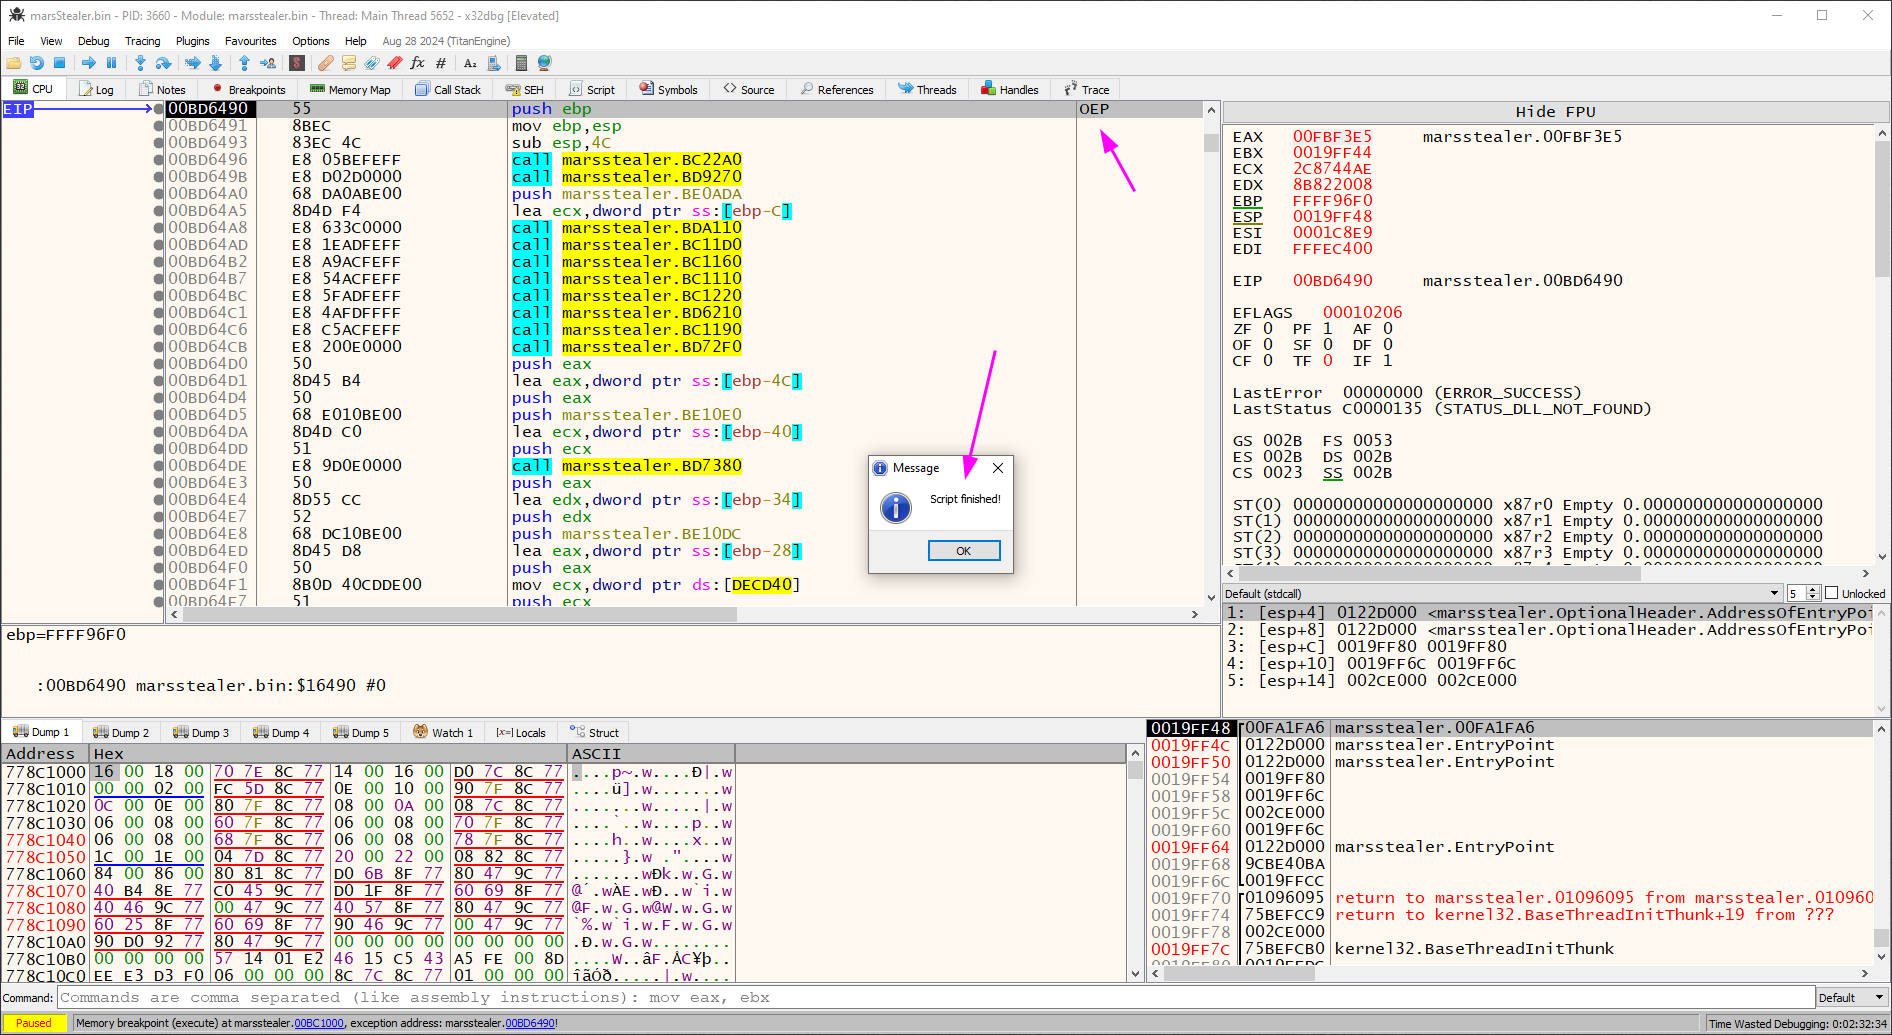 marsStealer.bin - PID: 3660 - Module: marsstealer.bin - Thread: Main Thread 5652 - x32dbg [Elevated]
File View Debug Tracing Plugins Favourites Options Help Aug 28 2024 (TitanEngine)
CPU Log Notes Breakpoints Memory Map Call Stack SEH Script Symbols Source References Threads Handles Trace
EIP 00BD6490 55 push ebp OEP
00BD6491 8BEC mov ebp,esp
00BD6493 83EC 4C sub esp,4C
00BD6496 E8 05BEFEFF call marsstealer.BC22A0
00BD649B E8 D02D0000 call marsstealer.BD9270
00BD64A0 68 DA0ABE00 push marsstealer.BE0ADA
00BD64A5 8D4D F4 lea ecx,dword ptr ss:[ebp-C]
00BD64A8 E8 633C0000 call marsstealer.BDA110
00BD64AD E8 1EADFEFF call marsstealer.BC11D0
00BD64B2 E8 A9ACFEFF call marsstealer.BC1160
00BD64B7 E8 54ACFEFF call marsstealer.BC1110
00BD64BC E8 5FADFEFF call marsstealer.BC1220
00BD64C1 E8 4AFDFFFF call marsstealer.BD6210
00BD64C6 E8 C5ACFEFF call marsstealer.BC1190
00BD64CB E8 200E0000 call marsstealer.BD72F0
00BD64D0 50 push eax
00BD64D1 8D45 B4 lea eax,dword ptr ss:[ebp-4C]
00BD64D4 50 push eax
00BD64D5 68 E010BE00 push marsstealer.BE10E0
00BD64DA 8D4D C0 lea ecx,dword ptr ss:[ebp-40]
00BD64DD 51 push ecx
00BD64DE E8 9D0E0000 call marsstealer.BD7380
00BD64E3 50 push eax
00BD64E4 8D55 CC lea edx,dword ptr ss:[ebp-34]
00BD64E7 52 push edx
00BD64E8 68 DC10BE00 push marsstealer.BE10DC
00BD64ED 8D45 D8 lea eax,dword ptr ss:[ebp-28]
00BD64F0 50 push eax
00BD64F1 8B0D 40CDDE00 mov ecx,dword ptr ds:[DECD40]
00BD64F7 51 push ecx
Message
Script finished!
OK
Hide FPU
EAX 00FBF3E5 marsstealer.00FBF3E5
EBX 0019FF44
ECX 2C8744AE
EDX 8B822008
EBP FFFF96F0
ESP 0019FF48
ESI 0001C8E9
EDI FFFEC400
EIP 00BD6490 marsstealer.00BD6490
EFLAGS 00010206
ZF 0 PF 1 AF 0
OF 0 SF 0 DF 0
CF 0 TF 0 IF 1
LastError 00000000 (ERROR_SUCCESS)
LastStatus C0000135 (STATUS_DLL_NOT_FOUND)
GS 002B FS 0053
ES 002B DS 002B
CS 0023 SS 002B
ST(0) 00000000000000000000 x87r0 Empty 0.000000000000000000
ST(1) 00000000000000000000 x87r1 Empty 0.000000000000000000
ST(2) 00000000000000000000 x87r2 Empty 0.000000000000000000
ST(3) 00000000000000000000 x87r3 Empty 0.000000000000000000
Default (stdcall) 5 Unlocked
1: [esp+4] 0122D000 <marsstealer.OptionalHeader.AddressOfEntryPoi
2: [esp+8] 0122D000 <marsstealer.OptionalHeader.AddressOfEntryPoi
3: [esp+C] 0019FF80 0019FF80
4: [esp+10] 0019FF6C 0019FF6C
5: [esp+14] 002CE000 002CE000
ebp=FFFF96F0
:00BD6490 marsstealer.bin:$16490 #0
Dump 1 Dump 2 Dump 3 Dump 4 Dump 5 Watch 1 [x=] Locals Struct
Address Hex ASCII
778C1000 16 00 18 00 70 7E 8C 77 14 00 16 00 D0 7C 8C 77 ....p~.w....Ð|.w
778C1010 00 00 02 00 FC 5D 8C 77 0E 00 10 00 90 7F 8C 77 ....ü].w.......w
778C1020 0C 00 0E 00 80 7F 8C 77 08 00 0A 00 08 7C 8C 77 .......w.....|.w
778C1030 06 00 08 00 60 7F 8C 77 06 00 08 00 70 7F 8C 77 ....`..w....p..w
778C1040 06 00 08 00 68 7F 8C 77 06 00 08 00 78 7F 8C 77 ....h..w....x..w
778C1050 1C 00 1E 00 04 7D 8C 77 20 00 22 00 08 82 8C 77 .....}.w ."....w
778C1060 84 00 86 00 80 81 8C 77 D0 6B 8F 77 80 47 9C 77 .......wÐk.w.G.w
778C1070 40 B4 8E 77 C0 45 9C 77 D0 1F 8F 77 60 69 8F 77 @´.wÀE.wÐ..w`i.w
778C1080 40 46 9C 77 00 47 9C 77 40 57 8F 77 80 47 9C 77 @F.w.G.w@W.w.G.w
778C1090 60 25 8F 77 60 69 8F 77 90 46 9C 77 00 47 9C 77 `%.w`i.w.F.w.G.w
778C10A0 90 D0 92 77 80 47 9C 77 00 00 00 00 00 00 00 00 .Ð.w.G.w........
778C10B0 00 00 00 00 57 14 01 E2 46 15 C5 43 A5 FE 00 8D ....W..âF.ÅC¥þ..
778C10C0 EE E3 D3 F0 06 00 00 00 8C 7C 8C 77 01 00 00 00 îãÓð.....|.w....
0019FF48 00FA1FA6 marsstealer.00FA1FA6
0019FF4C 0122D000 marsstealer.EntryPoint
0019FF50 0122D000 marsstealer.EntryPoint
0019FF54 0019FF80
0019FF58 0019FF6C
0019FF5C 002CE000
0019FF60 0019FF6C
0019FF64 0122D000 marsstealer.EntryPoint
0019FF68 9CBE40BA
0019FF6C 0019FFCC
0019FF70 01096095 return to marsstealer.01096095 from marsstealer.010960
0019FF74 75BEFCC9 return to kernel32.BaseThreadInitThunk+19 from ???
0019FF78 002CE000
0019FF7C 75BEFCB0 kernel32.BaseThreadInitThunk
Command: Commands are comma separated (like assembly instructions): mov eax, ebx Default
Paused Memory breakpoint (execute) at marsstealer.00BC1000, exception address: marsstealer.00BD6490! Time Wasted Debugging: 0:02:32:34